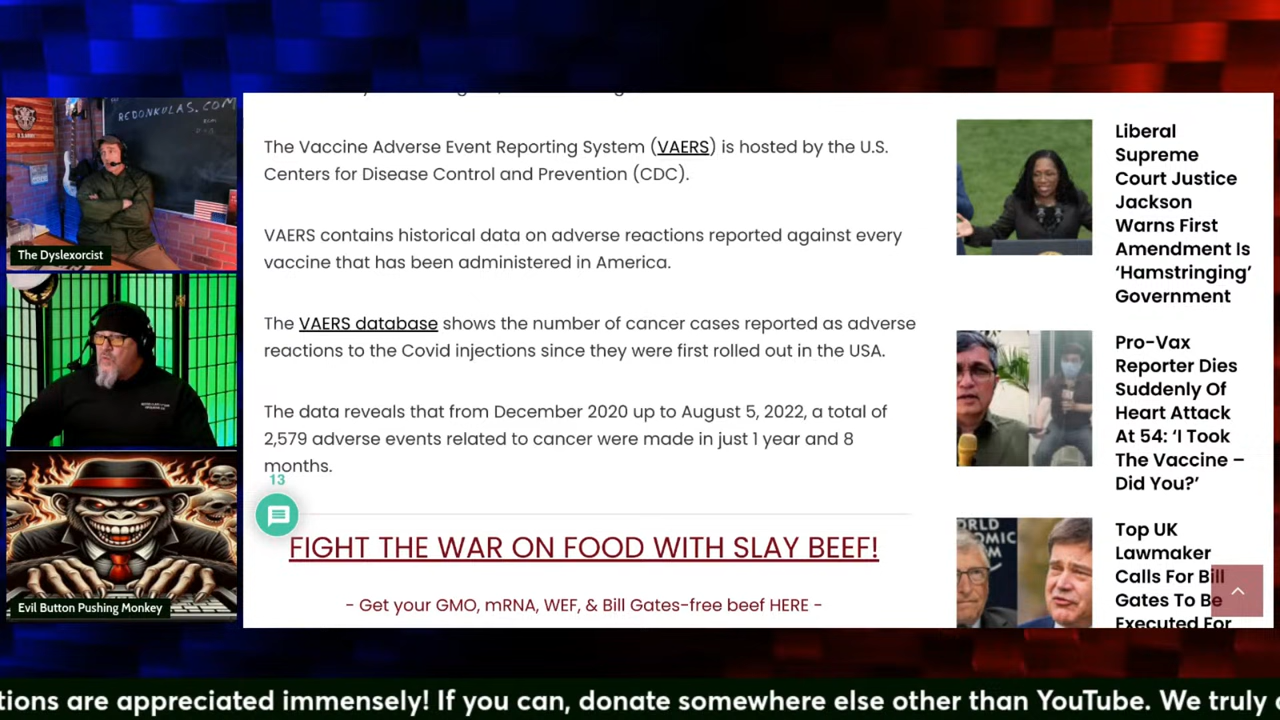 REDONKULAS.COM
The Dyslexorcist
Evil Button Pushing Monkey
The Vaccine Adverse Event Reporting System (VAERS) is hosted by the U.S.
Centers for Disease Control and Prevention (CDC).
VAERS contains historical data on adverse reactions reported against every
vaccine that has been administered in America.
The VAERS database shows the number of cancer cases reported as adverse
reactions to the Covid injections since they were first rolled out in the USA.
The data reveals that from December 2020 up to August 5, 2022, a total of
2,579 adverse events related to cancer were made in just 1 year and 8
months.
13
FIGHT THE WAR ON FOOD WITH SLAY BEEF!
- Get your GMO, mRNA, WEF, & Bill Gates-free beef HERE -
Liberal
Supreme
Court Justice
Jackson
Warns First
Amendment Is
‘Hamstringing’
Government
Pro-Vax
Reporter Dies
Suddenly Of
Heart Attack
At 54: ‘I Took
The Vaccine –
Did You?’
Top UK
Lawmaker
Calls For Bill
Gates To Be
Executed For
tions are appreciated immensely! If you can, donate somewhere else other than YouTube. We truly